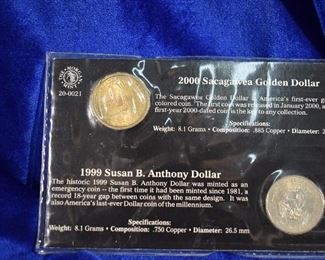 THE MORGAN MINT
20-0021
2000 Sacagawea Golden Dollar
The Sacagawea Golden Dollar is America's first-ever g
colored coin. The first coin was released in January 2000, a
first-year 2000-dated coin is the key to any collection.
Specifications:
Weight: 8.1 Grams • Composition: .885 Copper • Diameter: 2
1999 Susan B. Anthony Dollar
The historic 1999 Susan B. Anthony Dollar was minted as an
emergency coin -- the first time it had been minted since 1981, a
record 18-year gap between coins with the same design. It was
also America's last-ever Dollar coin of the millennium.
Specifications:
Weight: 8.1 Grams • Composition: .750 Copper • Diameter: 26.5 mm